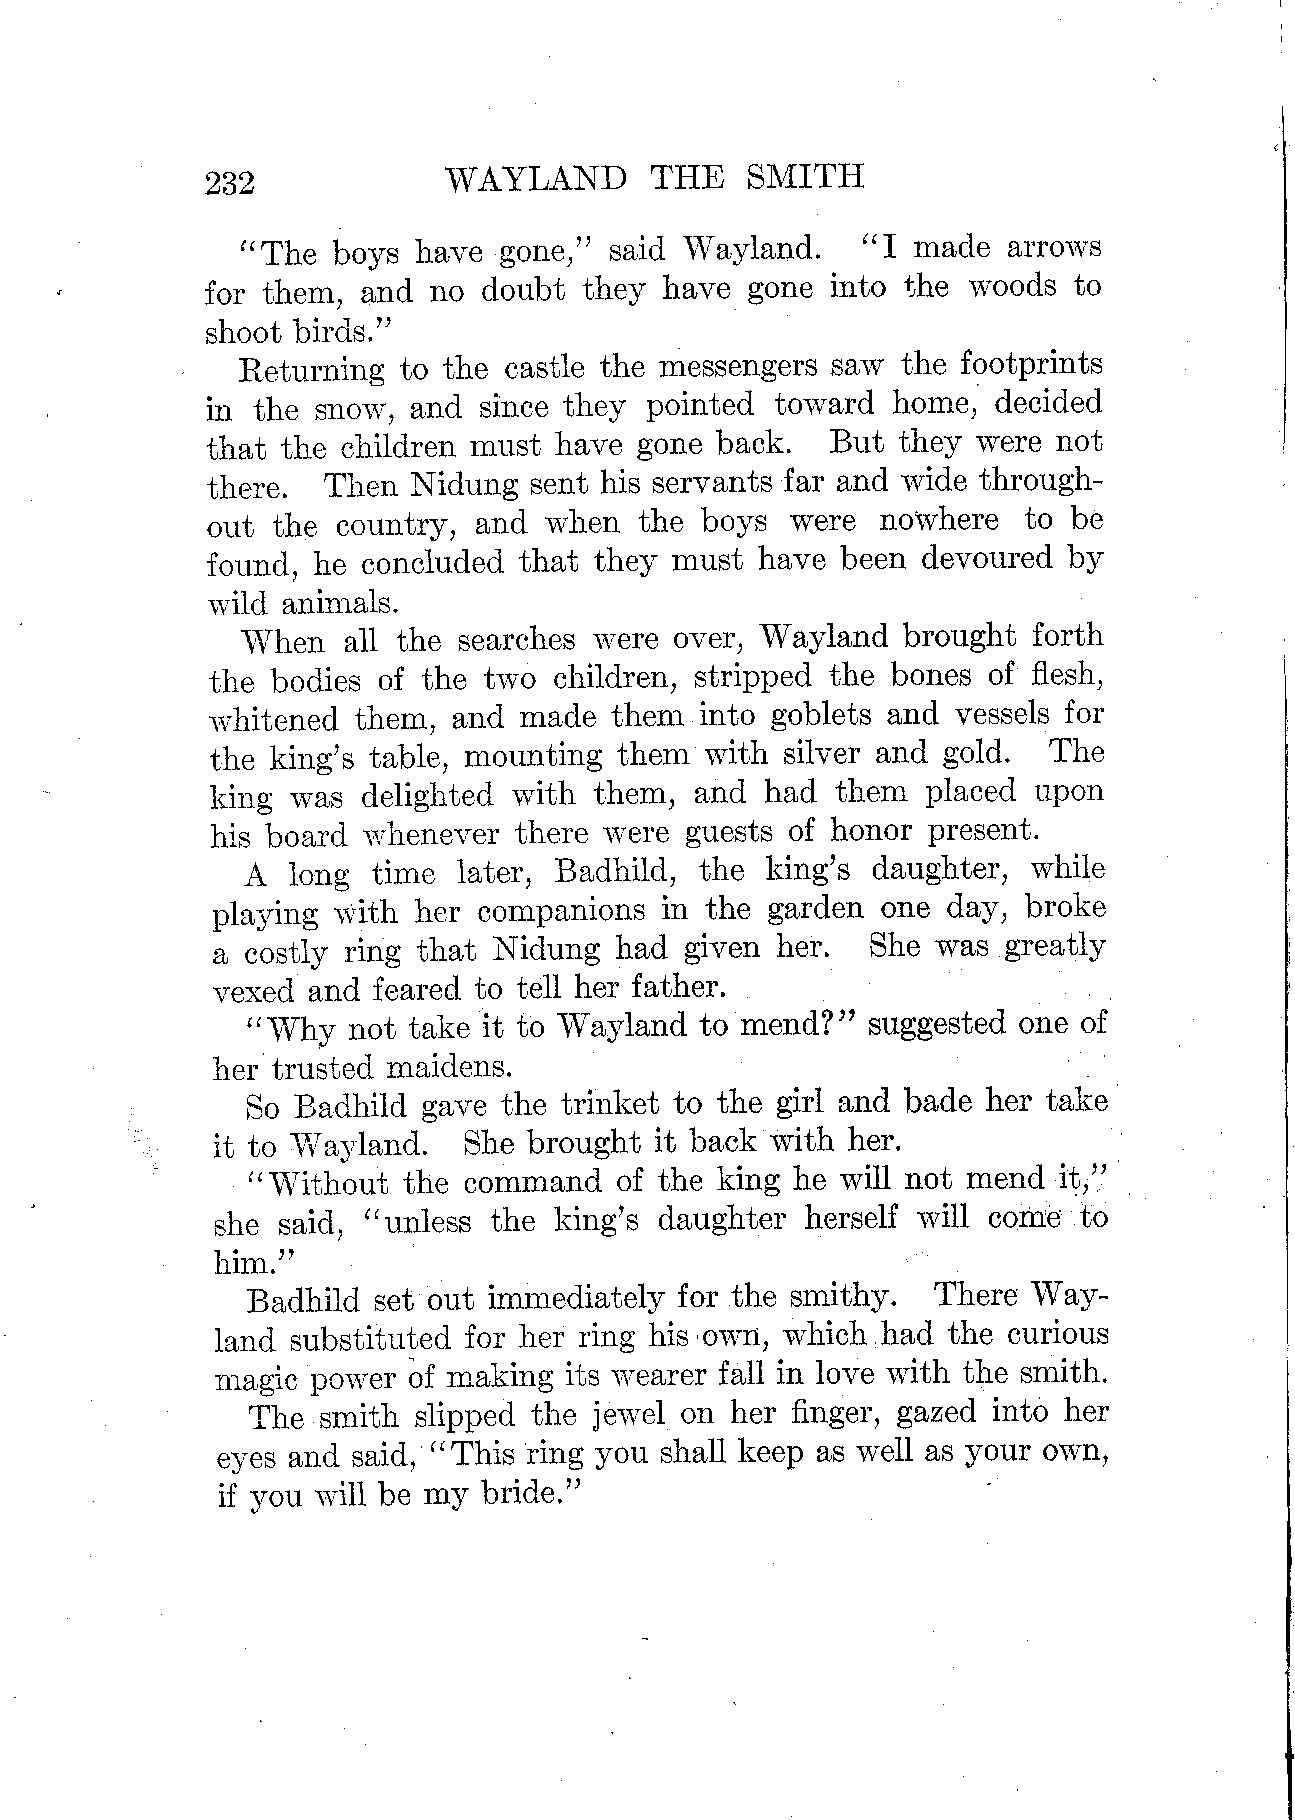 232 WAYLAND THE SMITH
"The boys have gone," said Wayland. "I made arrows
for them, and no doubt they have gone into the woods to
shoot birds."
Returning to the castle the messengers saw the footprints
in the snow, and since they pointed toward home, decided
that the children must have gone back. But they were not
there. Then Nidung sent his servants far and wide through-
out the country, and when the boys were nowhere to be
found, he concluded that they must have been devoured by
wild animals.
When all the searches were over, Wayland brought forth
the bodies of the two children, stripped the bones of flesh,
whitened them, and made them into goblets and vessels for
the king's table, mounting them with silver and gold. The
king was delighted with them, and had them placed upon
his board whenever there were guests of honor present.
A long time later, Badhild, the king's daughter, while
playing with her companions in the garden one day, broke
a costly ring that Nidung had given her. She was greatly
vexed and feared to tell her father.
"Why not take it to Wayland to mend?" suggested one of
her trusted maidens.
So Badhild gave the trinket to the girl and bade her take
it to Wayland. She brought it back with her.
"Without the command of the king he will not mend it,"
she said, "unless the king's daughter herself will come to
him."
Badhild set out immediately for the smithy. There Way-
land substituted for her ring his own, which had the curious
magic power of making its wearer fall in love with the smith.
The smith slipped the jewel on her finger, gazed into her
eyes and said, "This ring you shall keep as well as your own,
if you will be my bride."